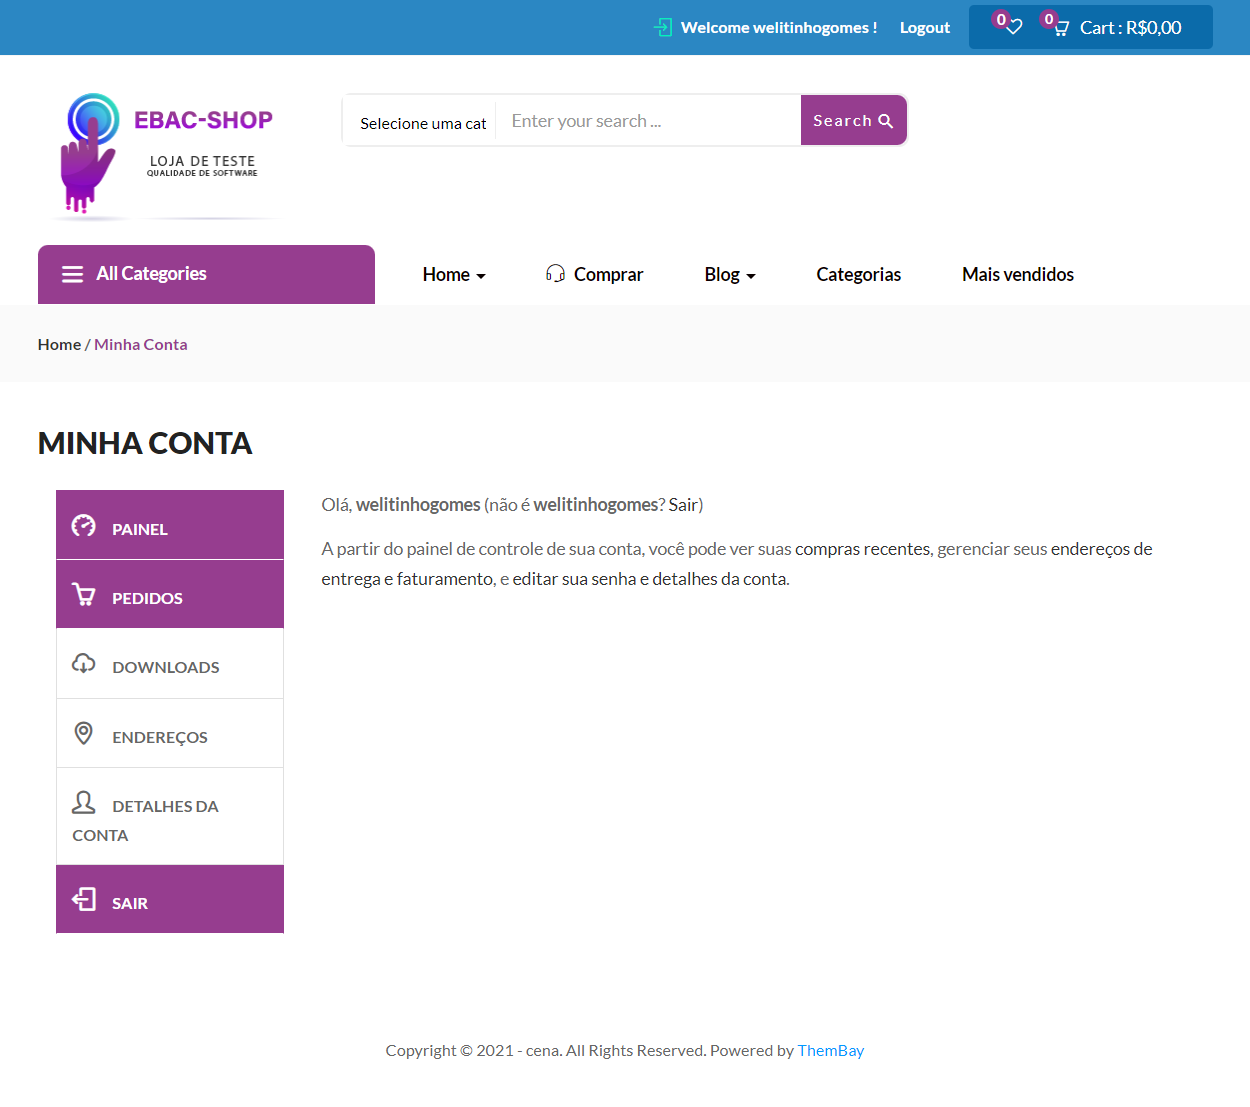 Welcome welitinhogomes ! Logout 0 0 Cart : R$0,00
EBAC-SHOP
LOJA DE TESTE
QUALIDADE DE SOFTWARE
Selecione uma cat Enter your search ... Search
All Categories Home Comprar Blog Categorias Mais vendidos
Home / Minha Conta
MINHA CONTA
PAINEL
PEDIDOS
DOWNLOADS
ENDEREÇOS
DETALHES DA
CONTA
SAIR
Olá, welitinhogomes (não é welitinhogomes? Sair)
A partir do painel de controle de sua conta, você pode ver suas compras recentes, gerenciar seus endereços de
entrega e faturamento, e editar sua senha e detalhes da conta.
Copyright © 2021 - cena. All Rights Reserved. Powered by ThemBay